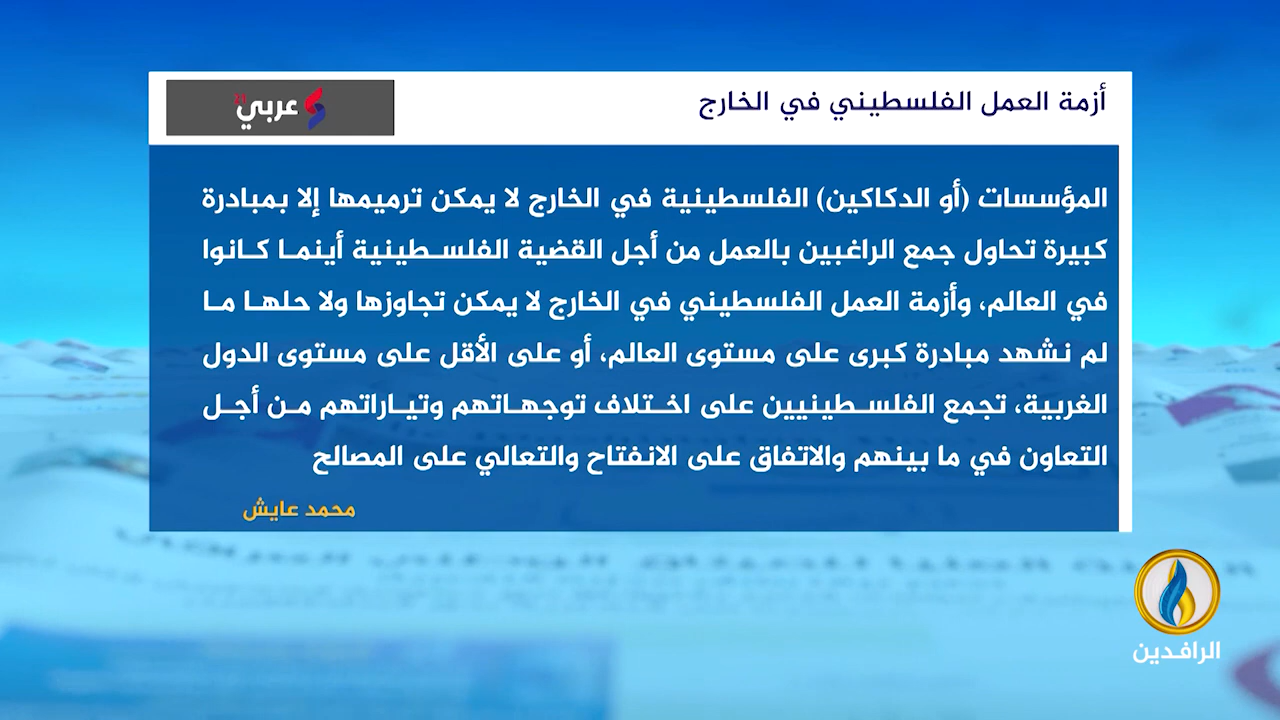 أزمة العمل الفلسطيني في الخارج
عربي21
المؤسسات (أو الدكاكين) الفلسطينية في الخارج لا يمكن ترميمها إلا بمبادرة
كبيرة تحاول جمع الراغبين بالعمل من أجل القضية الفلسطينية أينما كانوا
في العالم، وأزمة العمل الفلسطيني في الخارج لا يمكن تجاوزها ولا حلها ما
لم نشهد مبادرة كبرى على مستوى العالم، أو على الأقل على مستوى الدول
الغربية، تجمع الفلسطينيين على اختلاف توجهاتهم وتياراتهم من أجل
التعاون في ما بينهم والاتفاق على الانفتاح والتعالي على المصالح
محمد عايش
الرافدين